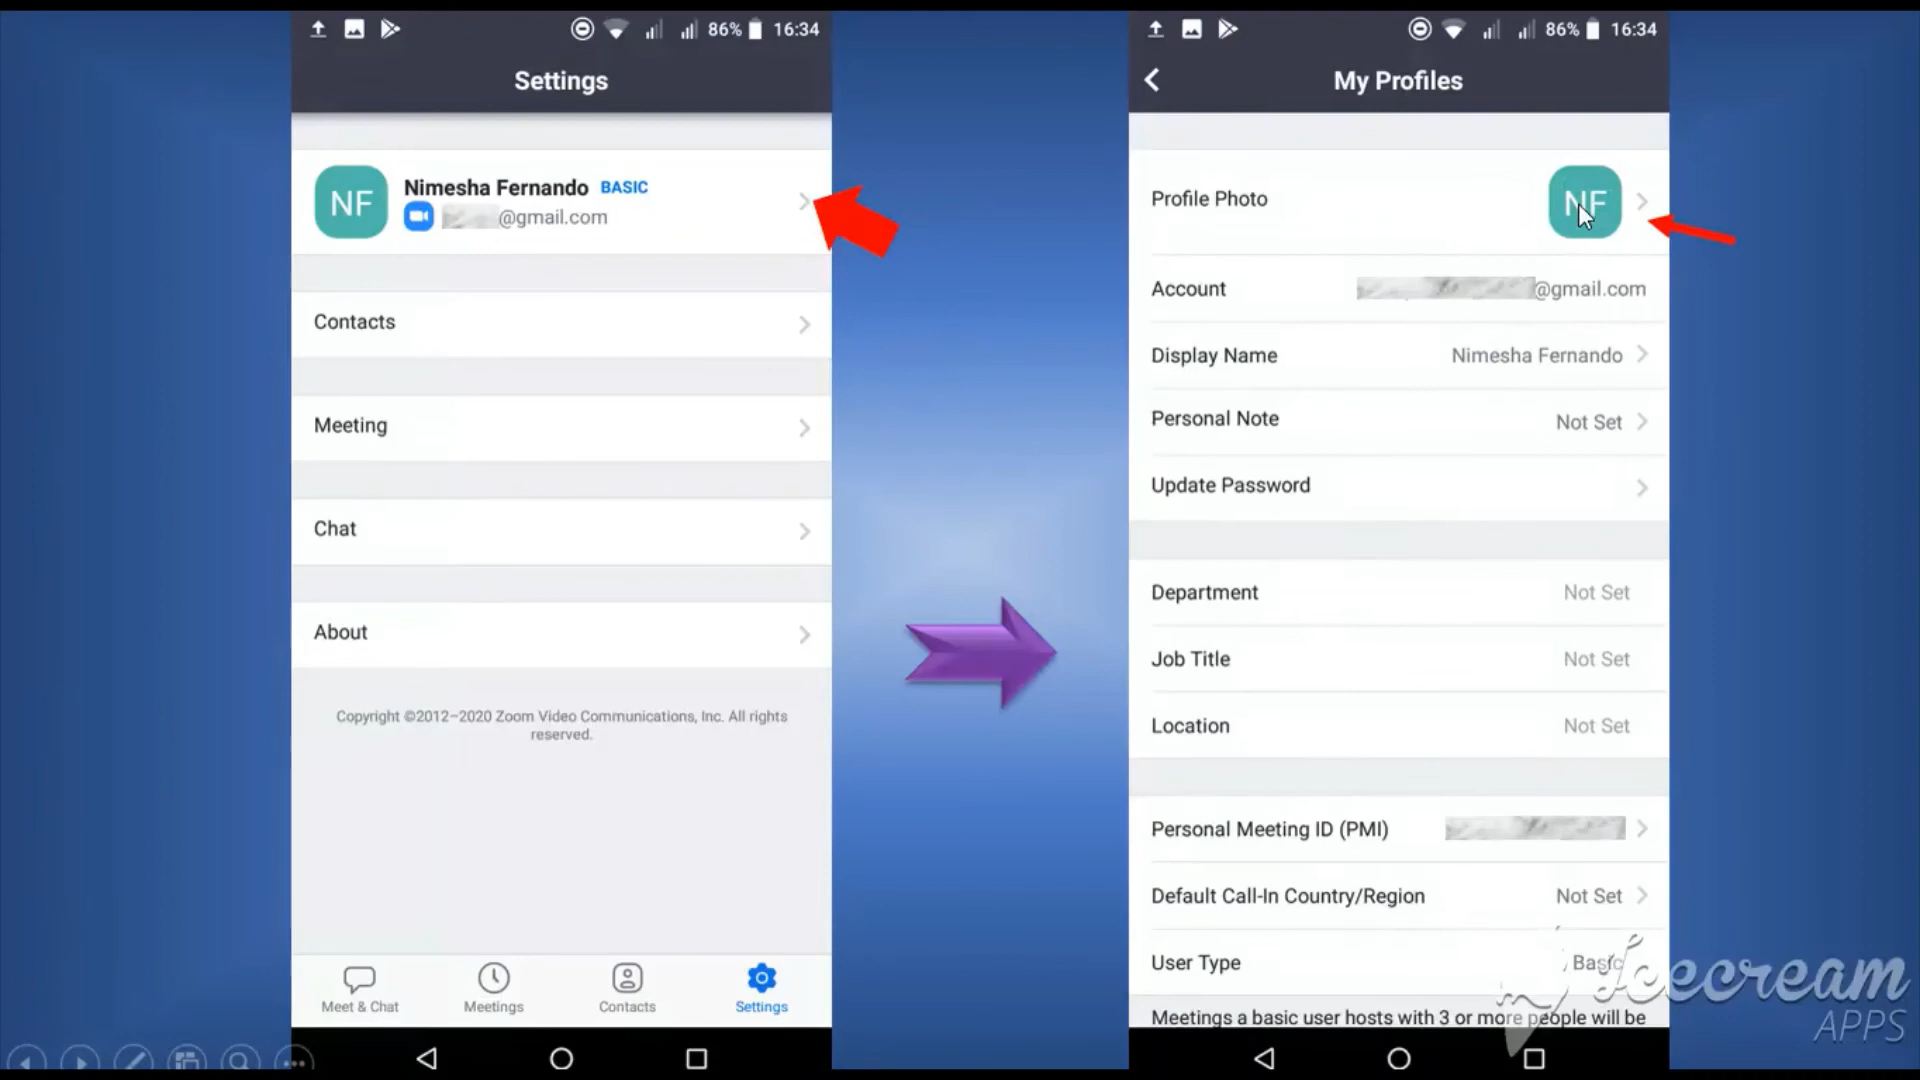 86% 16:34
Settings
NF
Nimesha Fernando BASIC
@gmail.com
Contacts
Meeting
Chat
About
Copyright ©2012–2020 Zoom Video Communications, Inc. All rights
reserved.
Meet & Chat
Meetings
Contacts
Settings
86% 16:34
My Profiles
Profile Photo
NF
Account @gmail.com
Display Name Nimesha Fernando
Personal Note Not Set
Update Password
Department Not Set
Job Title Not Set
Location Not Set
Personal Meeting ID (PMI)
Default Call-In Country/Region Not Set
User Type Basic
Meetings a basic user hosts with 3 or more people will be
Icecream
APPS